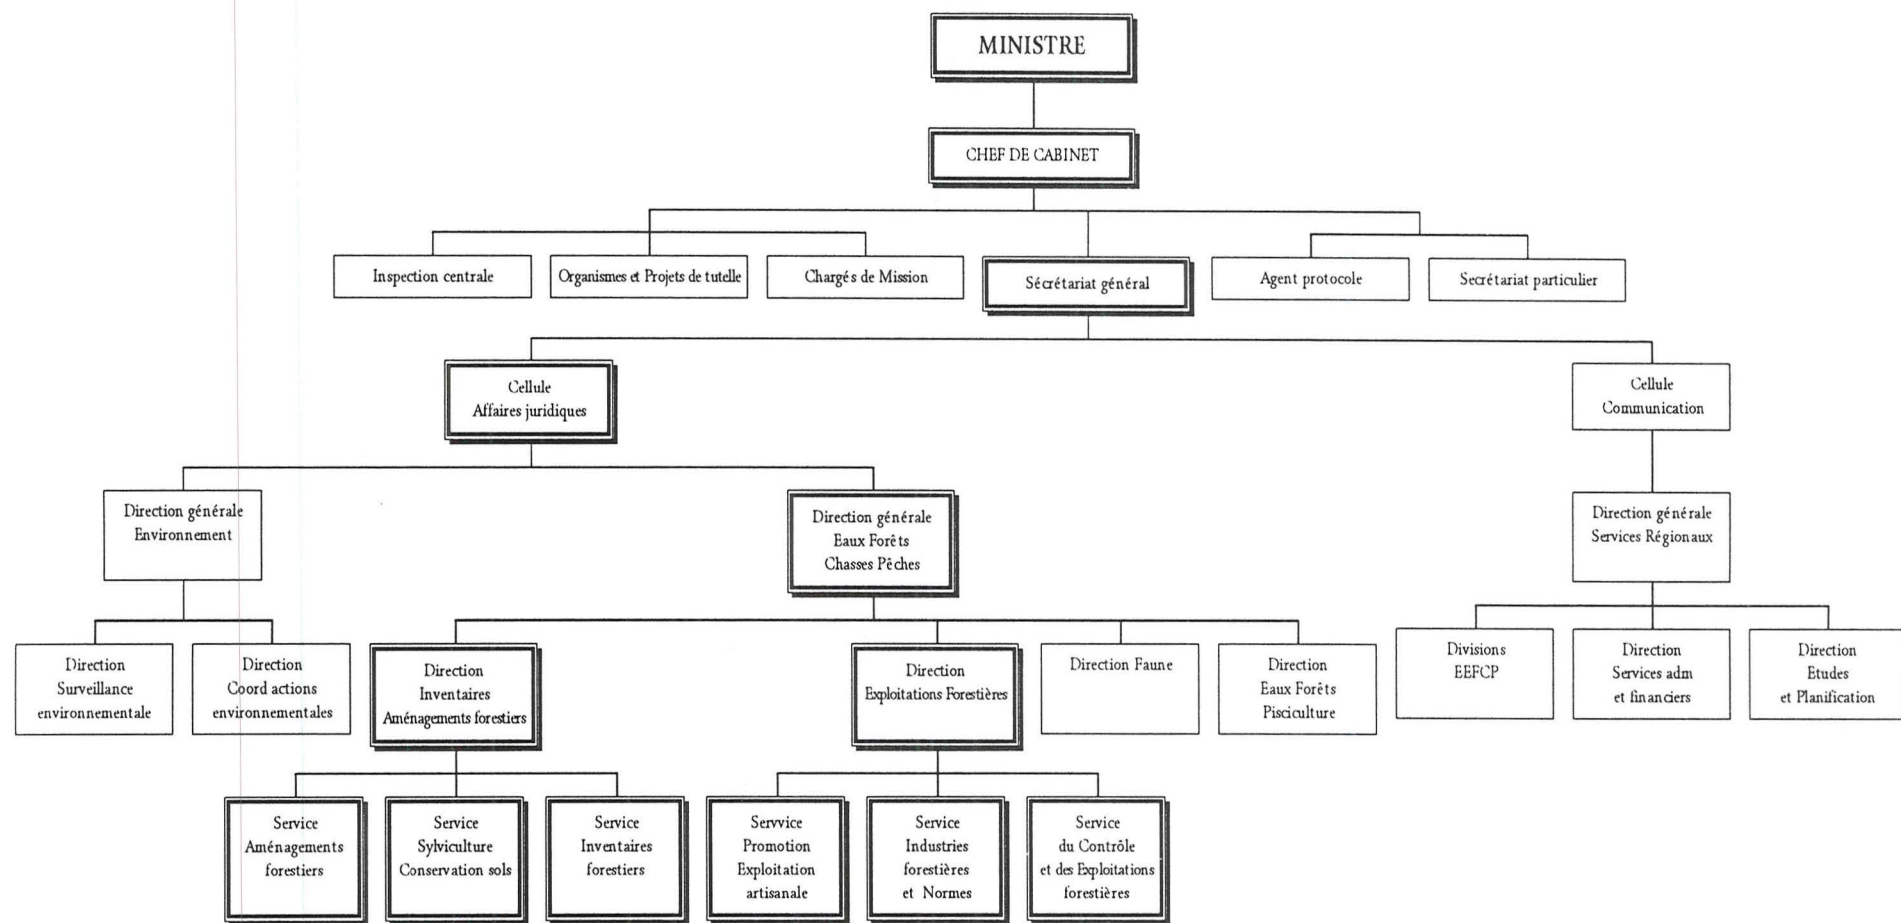 MINISTRE
CHEF DE CABINET
Inspection centrale
Organismes et Projets de tutelle
Chargés de Mission
Sécrétariat général
Agent protocole
Secrétariat particulier
Cellule
Affaires juridiques
Cellule
Communication
Direction générale
Environnement
Direction générale
Eaux Forêts
Chasses Pêches
Direction générale
Services Régionaux
Direction
Surveillance
environnementale
Direction
Coord actions
environnementales
Direction
Inventaires
Aménagements forestiers
Direction
Exploitations Forestières
Direction Faune
Direction
Eaux Forêts
Pisciculture
Divisions
EEFCP
Direction
Services adm
et financiers
Direction
Etudes
et Planification
Service
Aménagements
forestiers
Service
Sylviculture
Conservation sols
Service
Inventaires
forestiers
Servvice
Promotion
Exploitation
artisanale
Service
Industries
forestières
et Normes
Service
du Contrôle
et des Exploitations
forestières